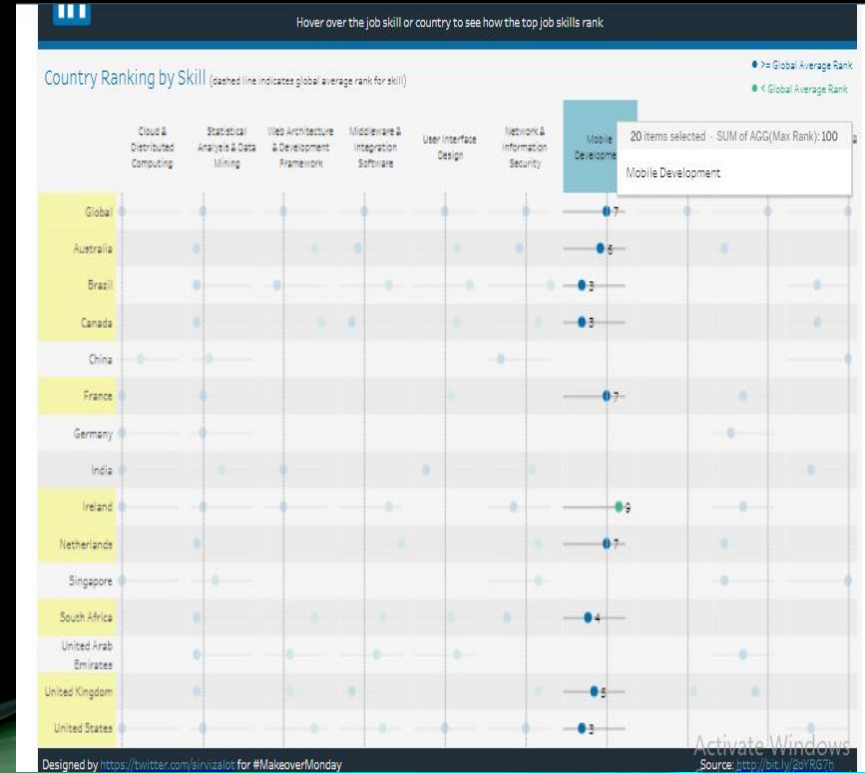 in
Hover over the job skill or country to see how the top job skills rank
Country Ranking by Skill (dashed line indicates global average rank for skill)
>= Global Average Rank
< Global Average Rank
Cloud &
Distributed
Computing
Statistical
Analysis & Data
Mining
Web Architecture
& Development
Framework
Middleware &
Integration
Software
User Interface
Design
Network &
Information
Security
Mobile
Developme
20 items selected - SUM of AGG(Max Rank): 100
Mobile Development
Global 7
Australia 6
Brazil 3
Canada 3
China
France 7
Germany
India
Ireland 9
Netherlands 7
Singapore
South Africa 4
United Arab
Emirates
United Kingdom 5
United States 3
Activate Windows
Designed by https://twitter.com/sirvizalot for #MakeoverMonday
Source: http://bit.ly/2oYRG7b